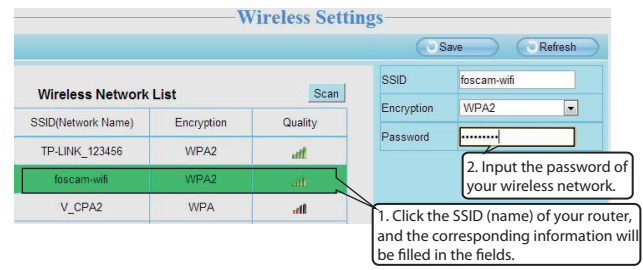 Wireless Settings
Save
Refresh
Wireless Network List
Scan
SSID(Network Name) Encryption Quality
TP-LINK_123456 WPA2
foscam-wifi WPA2
V_CPA2 WPA
SSID foscam-wifi
Encryption WPA2
Password •••••••••
2. Input the password of
your wireless network.
1. Click the SSID (name) of your router,
and the corresponding information will
be filled in the fields.